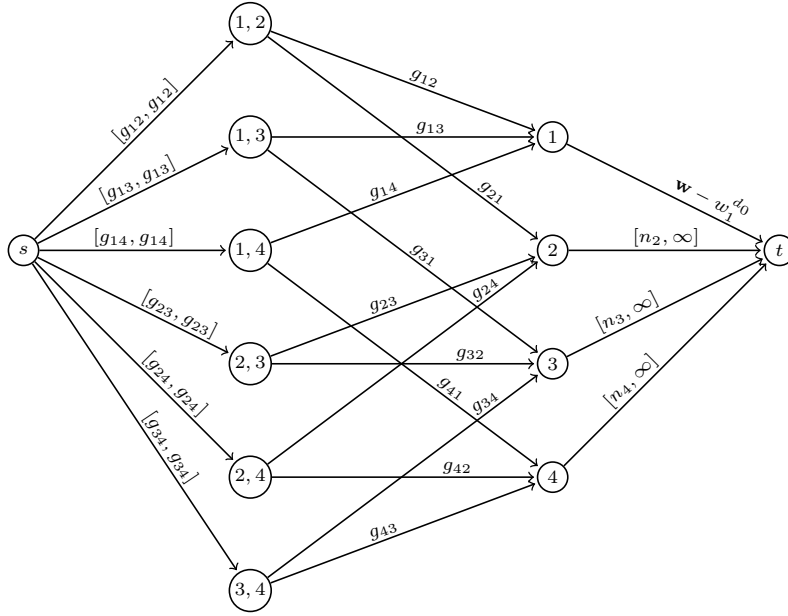 1, 2
[g₁₂, g₁₂]
g₁₂
1, 3
g₁₃
1
[g₁₃, g₁₃]
g₁₄
g₂₁
𝐰 − w₁^{d₀}
s
[g₁₄, g₁₄]
1, 4
g₃₁
2
[n₂, ∞]
t
[g₂₃, g₂₃]
g₂₃
g₂₄
[n₃, ∞]
2, 3
g₃₂
3
[g₂₄, g₂₄]
g₄₁
g₃₄
[n₄, ∞]
[g₃₄, g₃₄]
2, 4
g₄₂
4
g₄₃
3, 4